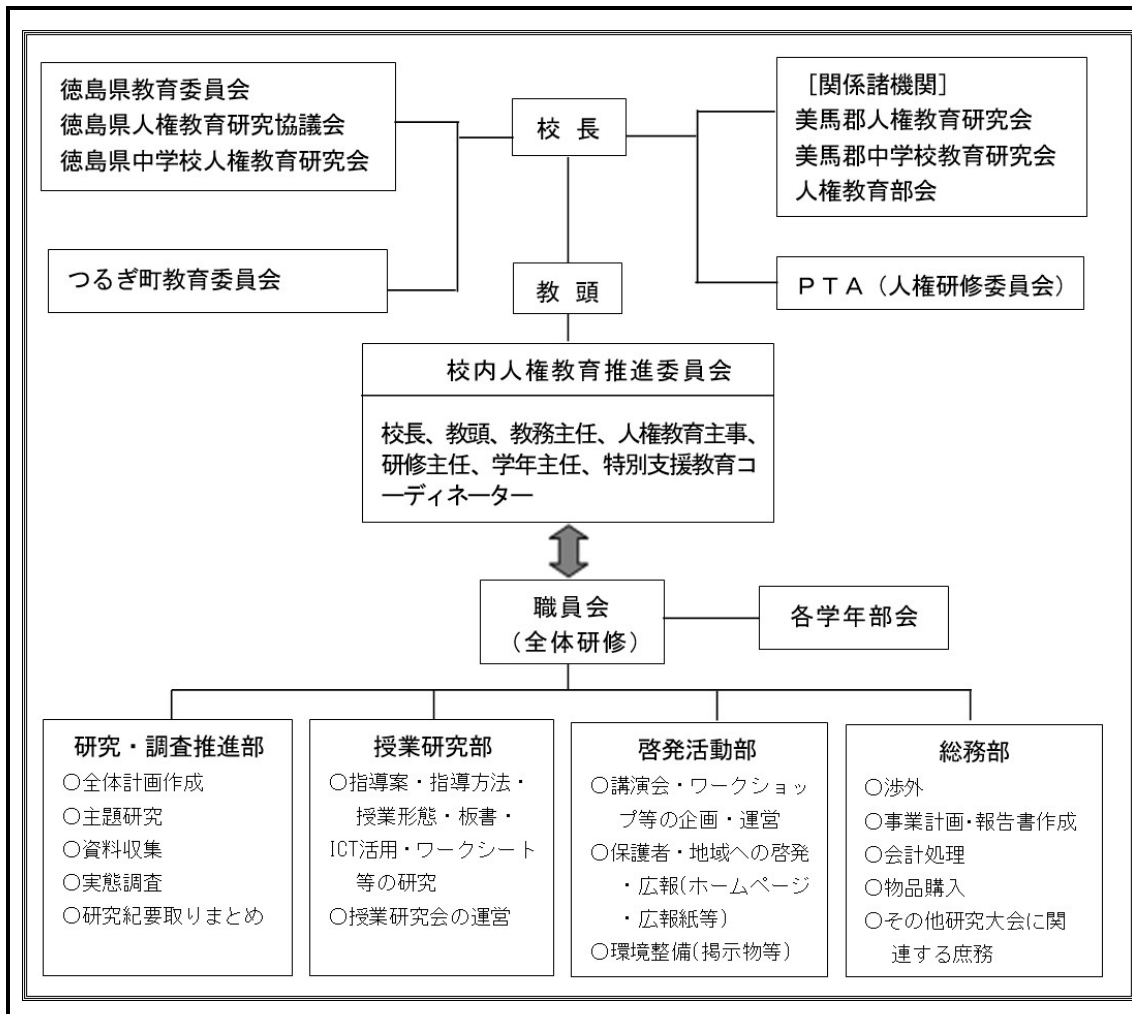 徳島県教育委員会
徳島県人権教育研究協議会
徳島県中学校人権教育研究会
校長
［関係諸機関］
美馬郡人権教育研究会
美馬郡中学校教育研究会
人権教育部会
つるぎ町教育委員会
教頭
ＰＴＡ（人権研修委員会）
校内人権教育推進委員会
校長、教頭、教務主任、人権教育主事、
研修主任、学年主任、特別支援教育コ
ーディネーター
職員会
（全体研修）
各学年部会
研究・調査推進部
○全体計画作成
○主題研究
○資料収集
○実態調査
○研究紀要取りまとめ
授業研究部
○指導案・指導方法・
授業形態・板書・
ICT活用・ワークシート
等の研究
○授業研究会の運営
啓発活動部
○講演会・ワークショッ
プ等の企画・運営
○保護者・地域への啓発
・広報(ホームページ
・広報紙等)
○環境整備(掲示物等)
総務部
○渉外
○事業計画・報告書作成
○会計処理
○物品購入
○その他研究大会に関
連する庶務